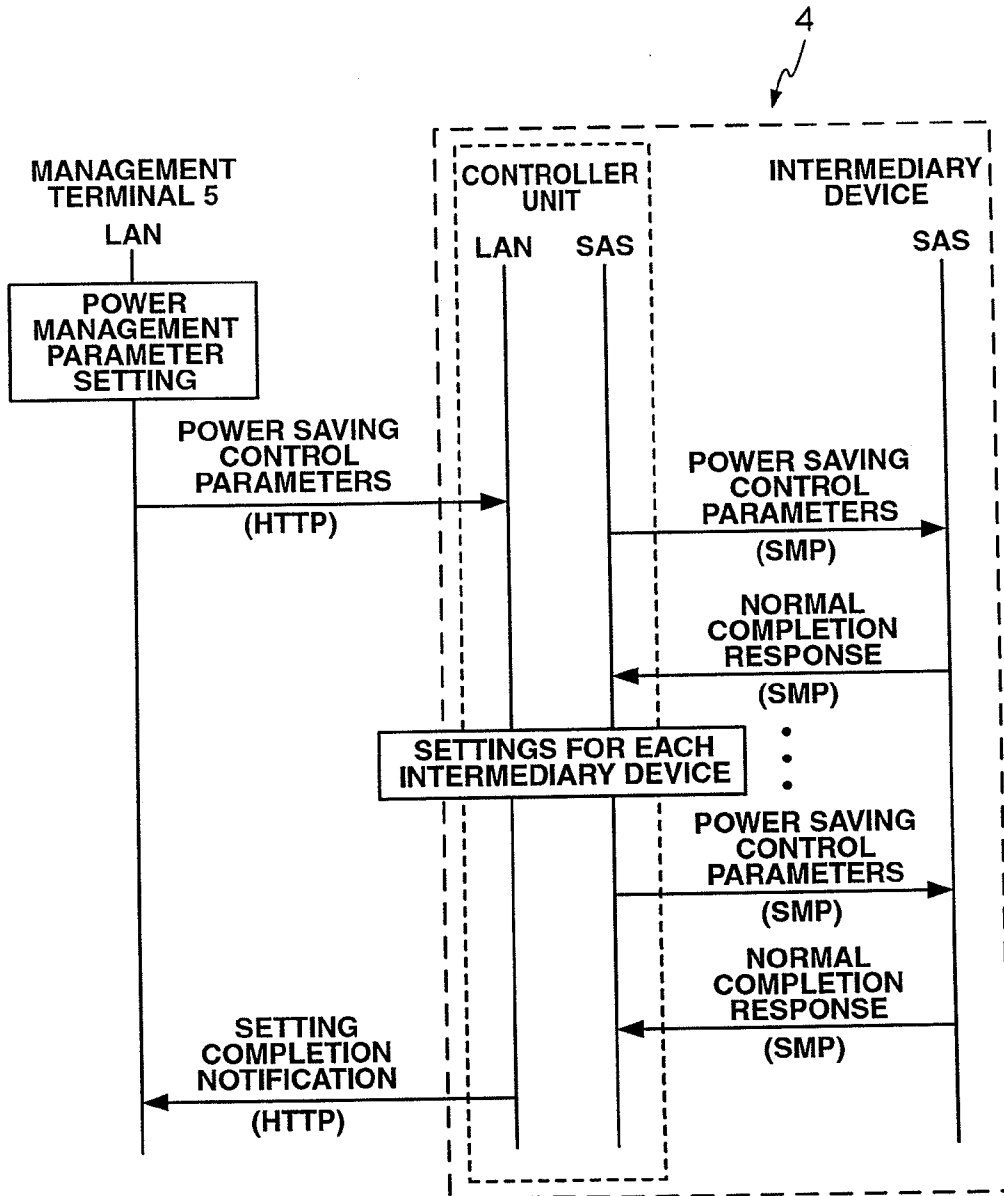 4
MANAGEMENT
TERMINAL 5
LAN
CONTROLLER
UNIT
LAN SAS
INTERMEDIARY
DEVICE
SAS
POWER
MANAGEMENT
PARAMETER
SETTING
POWER SAVING
CONTROL
PARAMETERS
(HTTP)
POWER SAVING
CONTROL
PARAMETERS
(SMP)
NORMAL
COMPLETION
RESPONSE
(SMP)
SETTINGS FOR EACH
INTERMEDIARY DEVICE
POWER SAVING
CONTROL
PARAMETERS
(SMP)
NORMAL
COMPLETION
RESPONSE
(SMP)
SETTING
COMPLETION
NOTIFICATION
(HTTP)